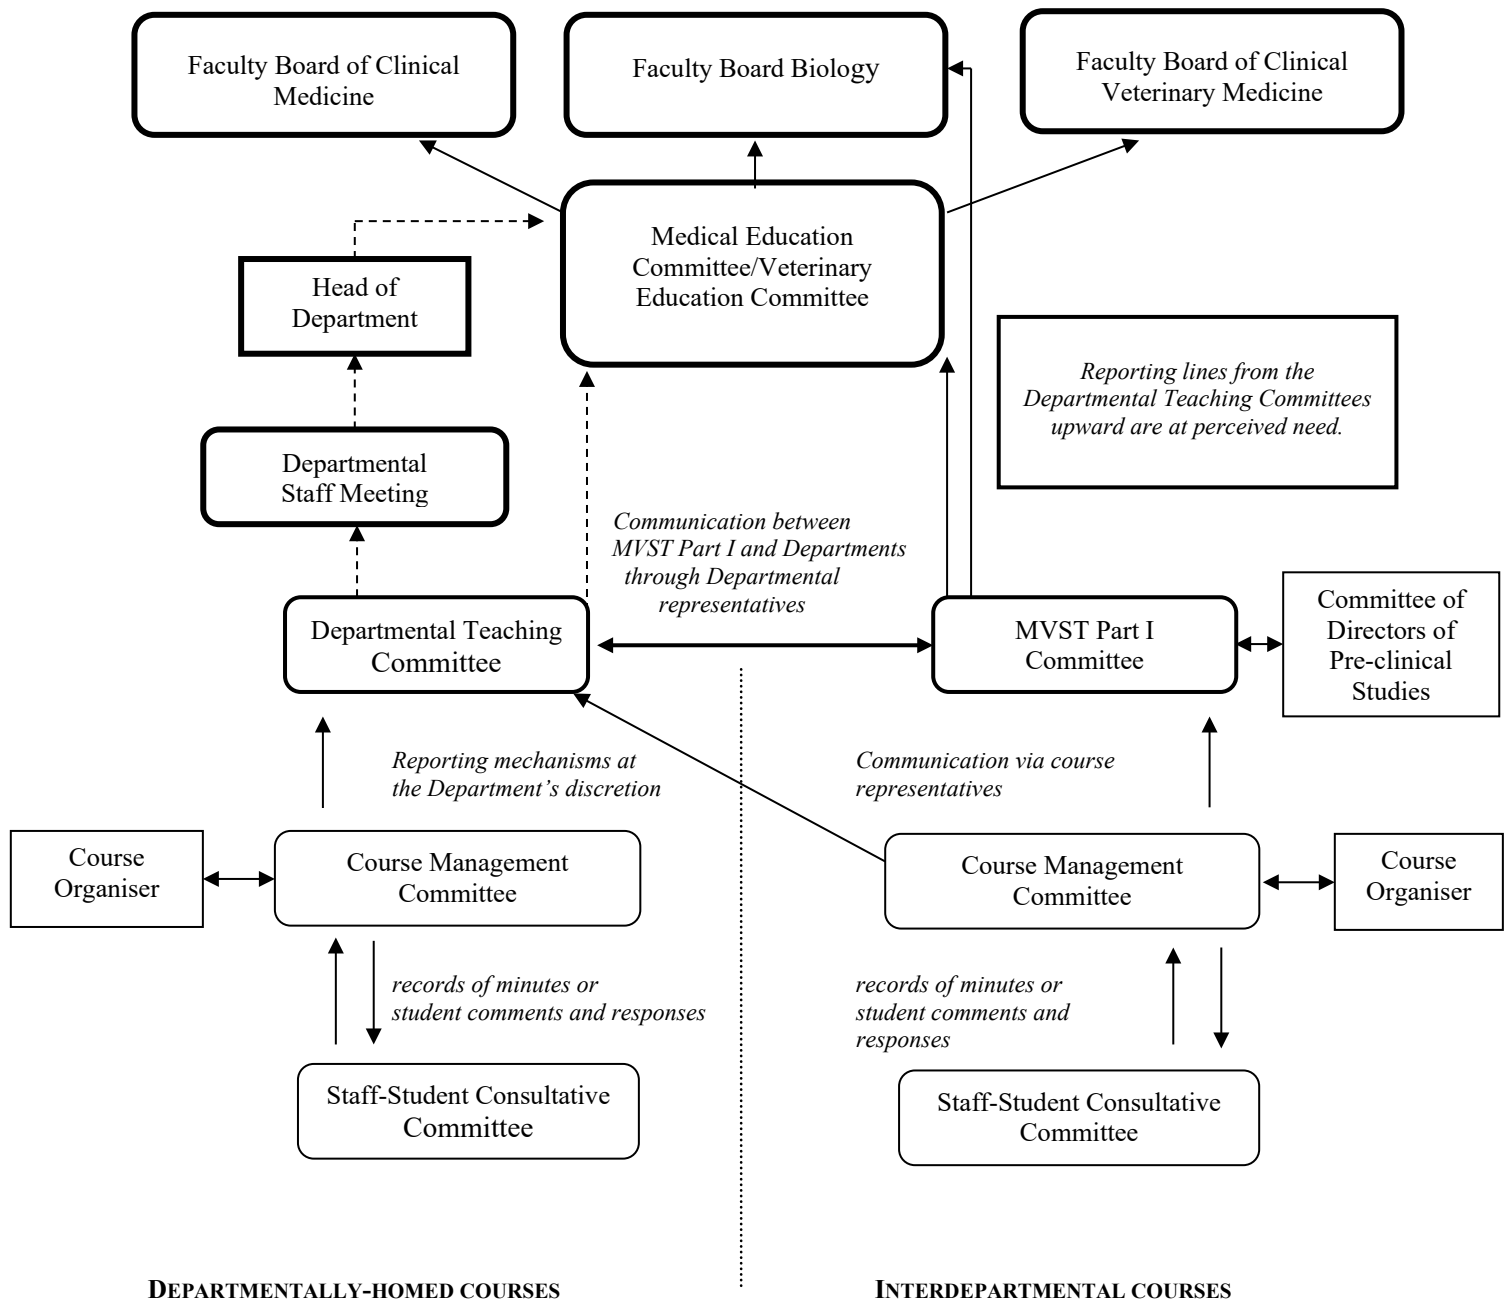 Faculty Board of Clinical
Medicine
Faculty Board Biology
Faculty Board of Clinical
Veterinary Medicine
Medical Education
Committee/Veterinary
Education Committee
Head of
Department
Reporting lines from the
Departmental Teaching Committees
upward are at perceived need.
Departmental
Staff Meeting
Communication between
MVST Part I and Departments
through Departmental
representatives
Departmental Teaching
Committee
MVST Part I
Committee
Committee of
Directors of
Pre-clinical
Studies
Reporting mechanisms at
the Department’s discretion
Communication via course
representatives
Course
Organiser
Course Management
Committee
Course Management
Committee
Course
Organiser
records of minutes or
student comments and responses
records of minutes or
student comments and
responses
Staff-Student Consultative
Committee
Staff-Student Consultative
Committee
DEPARTMENTALLY-HOMED COURSES
INTERDEPARTMENTAL COURSES